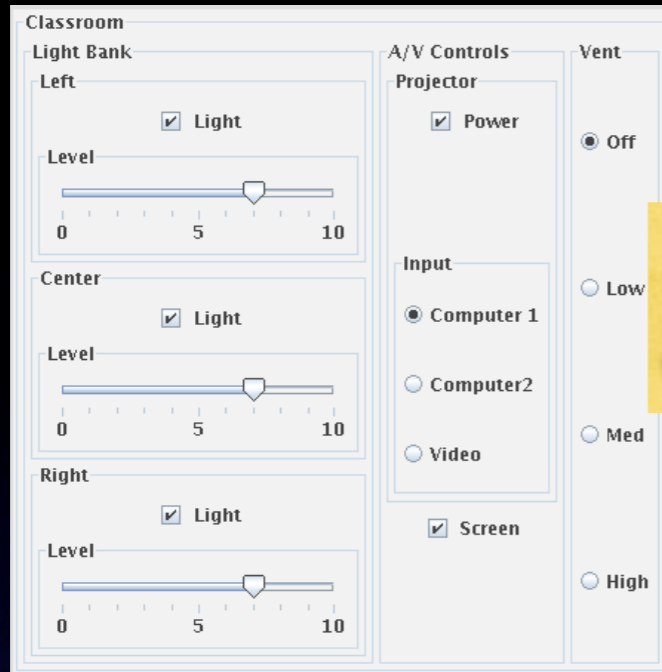 Classroom
Light Bank
Left
Light
Level
0 5 10
Center
Light
Level
0 5 10
Right
Light
Level
0 5 10
A/V Controls
Projector
Power
Input
Computer 1
Computer2
Video
Screen
Vent
Off
Low
Med
High